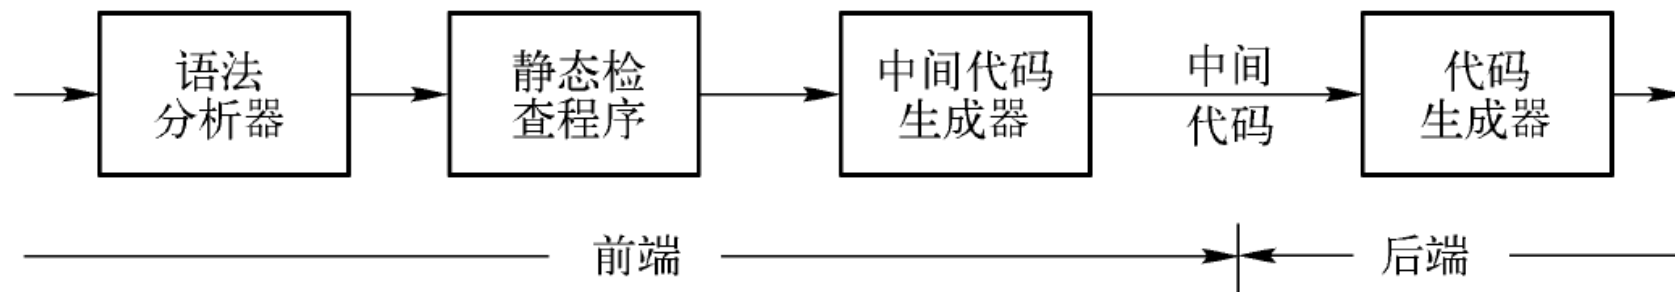 语法
分析器
静态检
查程序
中间代码
生成器
中间
代码
代码
生成器
前端
后端